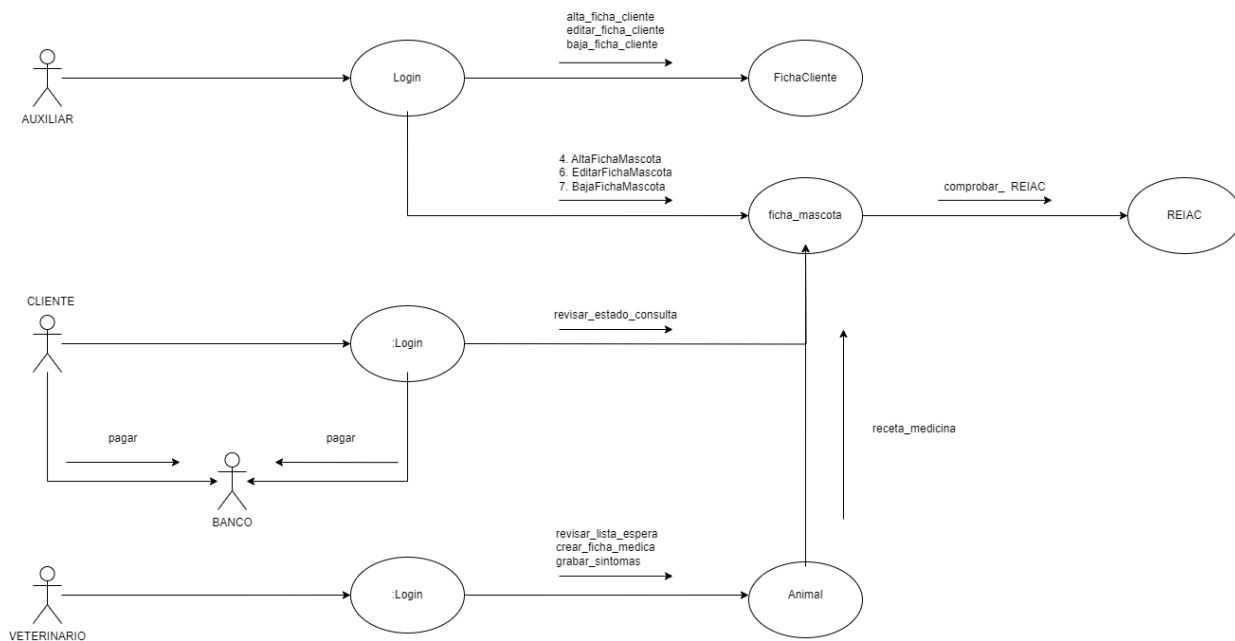 alta_ficha_cliente
editar_ficha_cliente
baja_ficha_cliente
Login
FichaCliente
AUXILIAR
4. AltaFichaMascota
6. EditarFichaMascota
7. BajaFichaMascota
comprobar_ REIAC
ficha_mascota
REIAC
CLIENTE
revisar_estado_consulta
:Login
receta_medicina
pagar
pagar
BANCO
revisar_lista_espera
crear_ficha_medica
grabar_sintomas
:Login
Animal
VETERINARIO